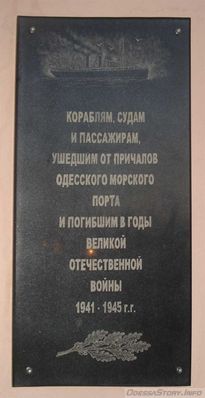 КОРАБЛЯМ, СУДАМ
И ПАССАЖИРАМ,
УШЕДШИМ ОТ ПРИЧАЛОВ
ОДЕССКОГО МОРСКОГО
ПОРТА
И ПОГИБШИМ В ГОДЫ
ВЕЛИКОЙ
ОТЕЧЕСТВЕННОЙ
ВОЙНЫ
1941 - 1945 г.г.
OdessaStory.Info